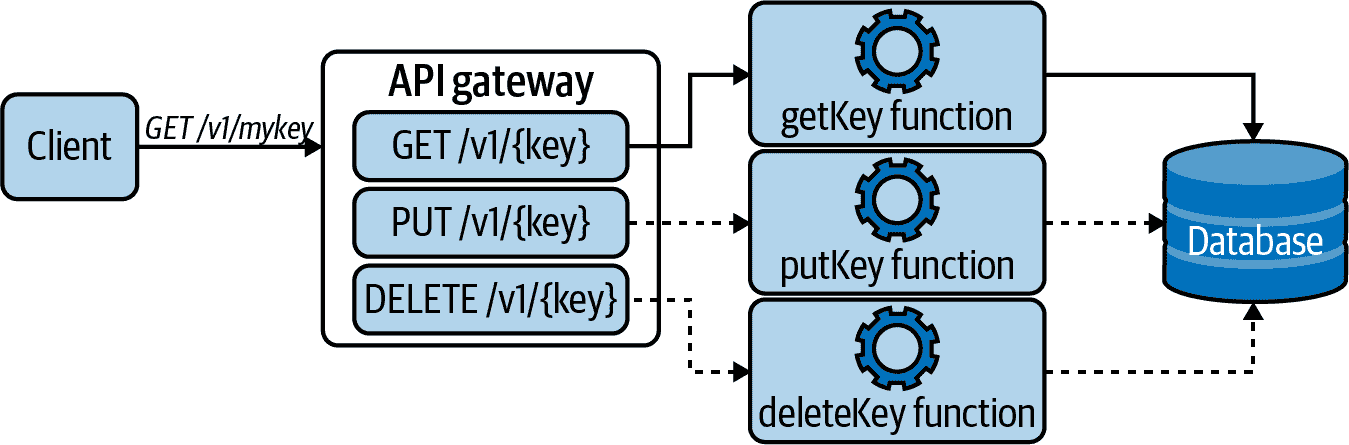 Client
GET /v1/mykey
API gateway
GET /v1/{key}
PUT /v1/{key}
DELETE /v1/{key}
getKey function
putKey function
deleteKey function
Database